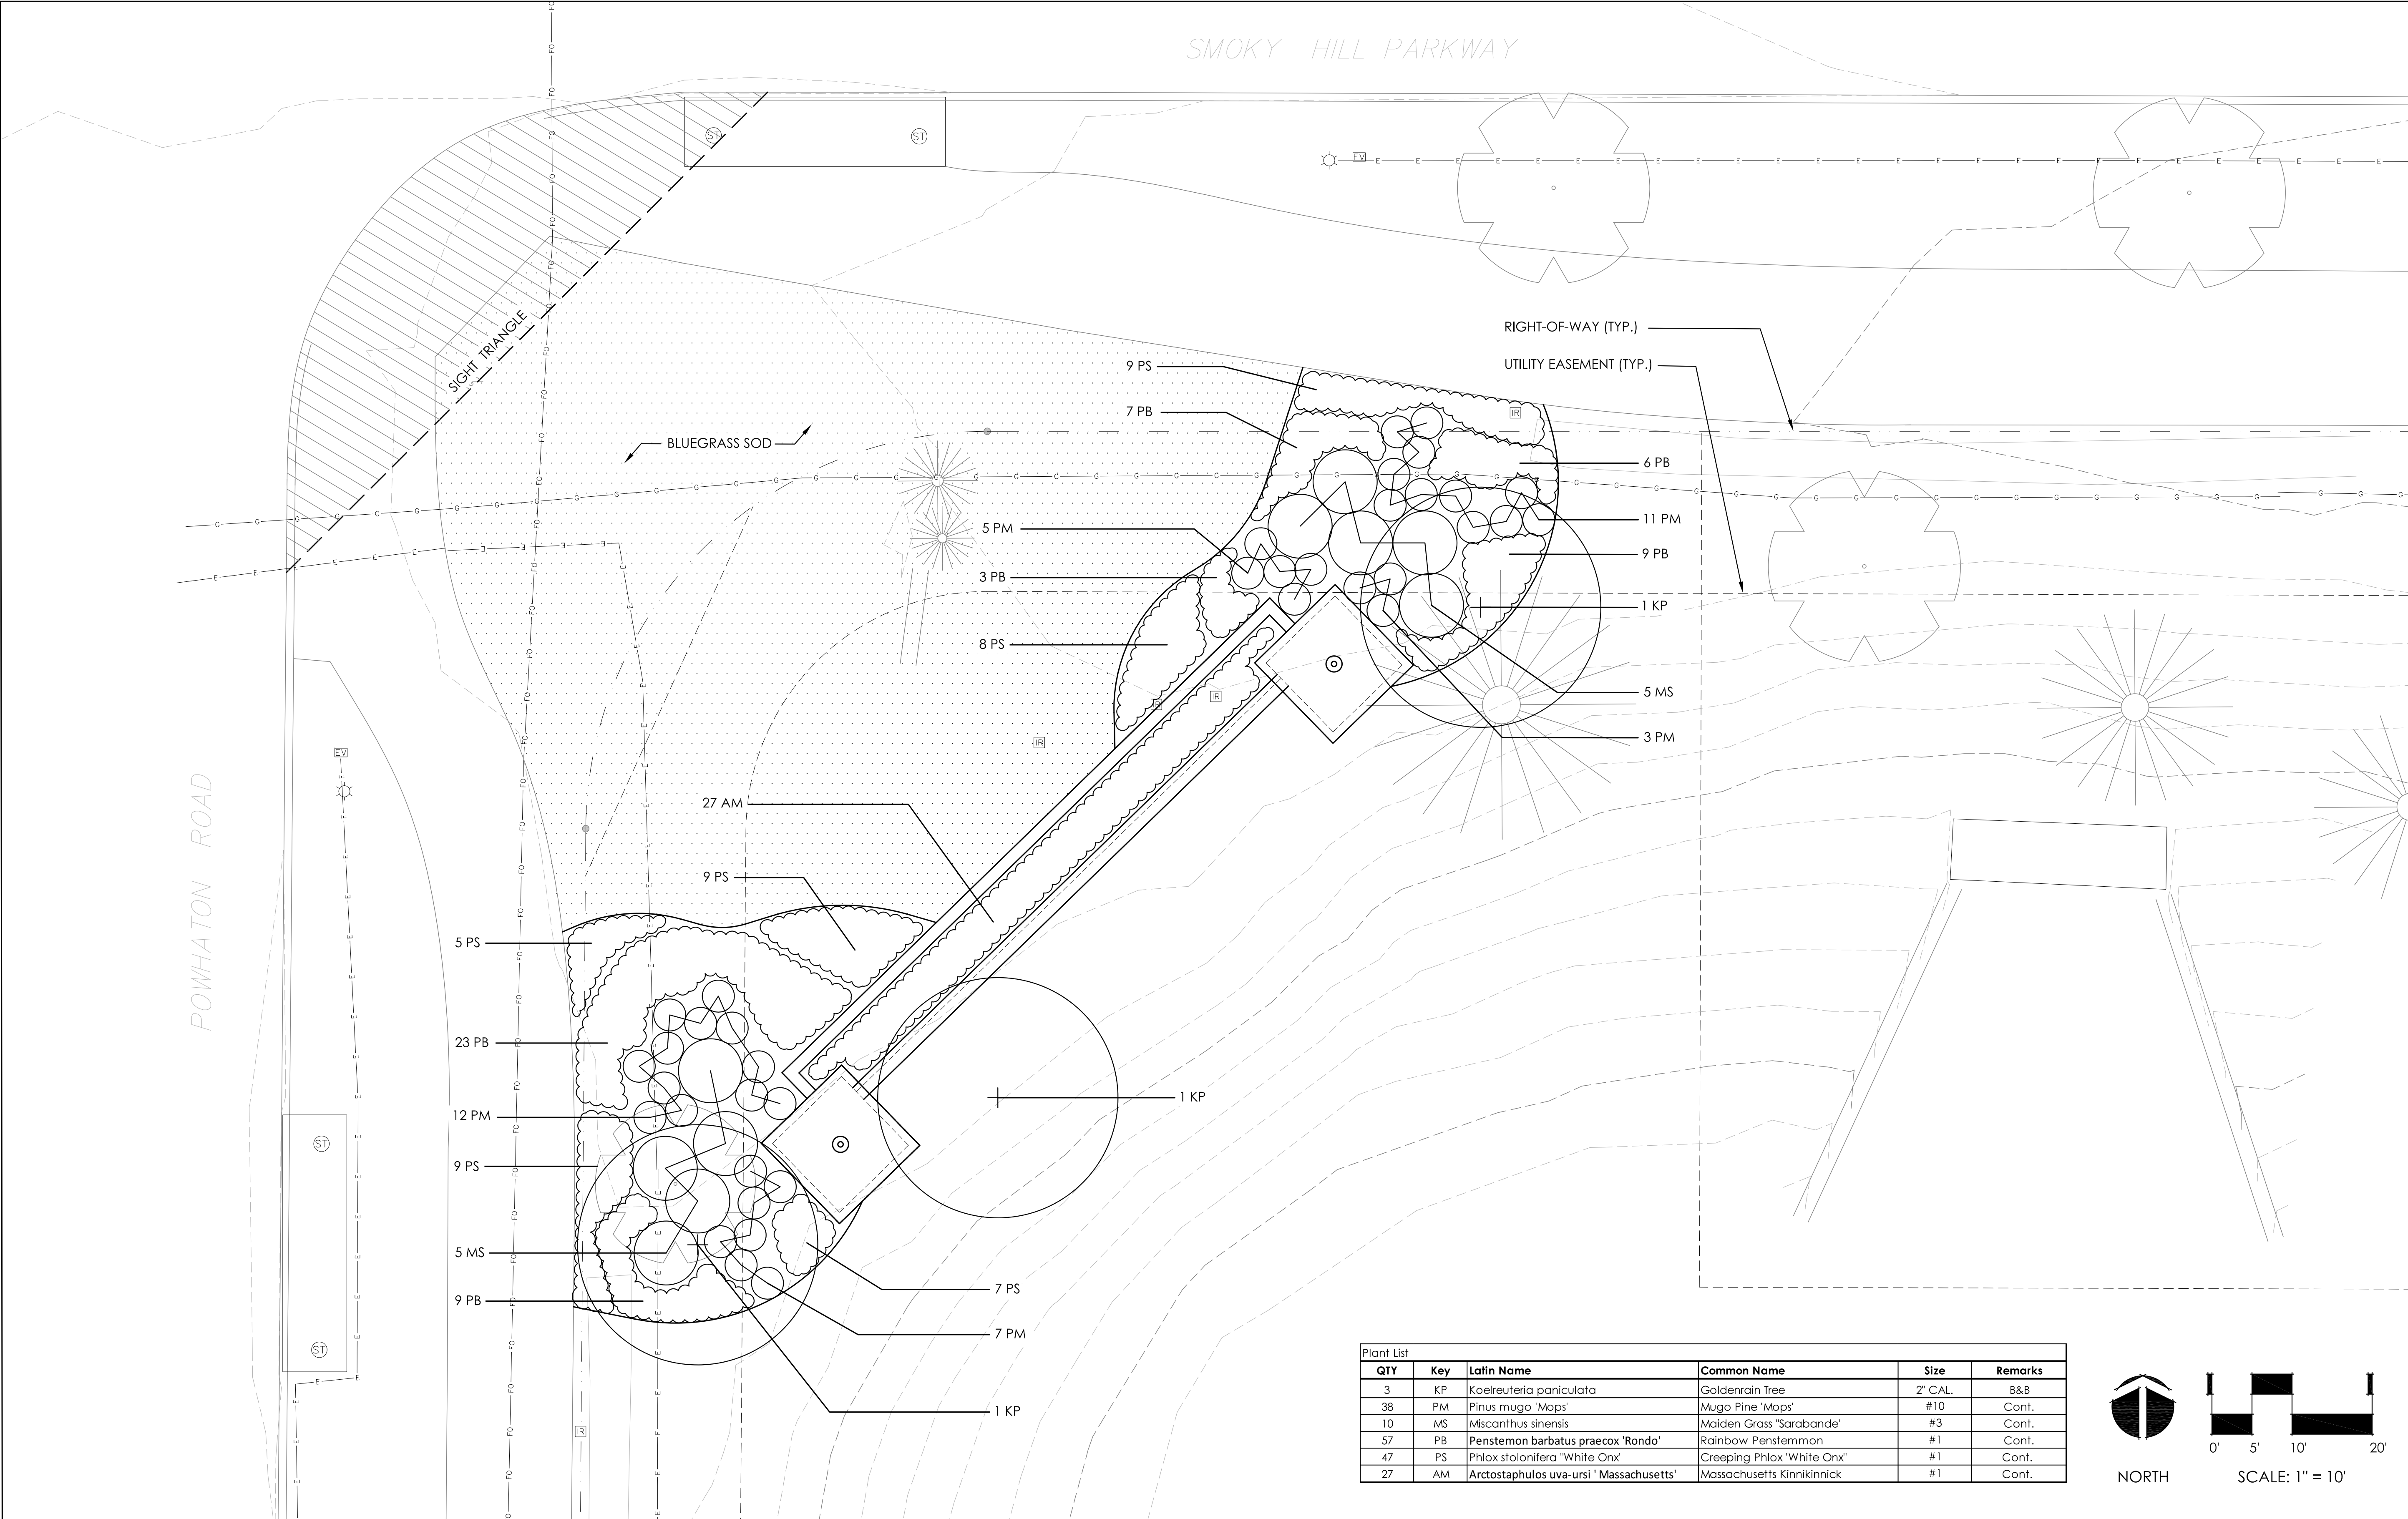 SMOKY HILL PARKWAY
ST ST
EV
SIGHT TRIANGLE
RIGHT-OF-WAY (TYP.)
UTILITY EASEMENT (TYP.)
9 PS
7 PB
IR
BLUEGRASS SOD
6 PB
11 PM
5 PM
9 PB
3 PB
1 KP
8 PS
5 MS
IR
IR
3 PM
IR
EV
POWHATON ROAD
27 AM
9 PS
5 PS
23 PB
1 KP
12 PM
ST
9 PS
5 MS
7 PS
9 PB
7 PM
ST
1 KP
IR
Plant List
QTY Key Latin Name Common Name Size Remarks
3 KP Koelreuteria paniculata Goldenrain Tree 2" CAL. B&B
38 PM Pinus mugo 'Mops' Mugo Pine 'Mops' #10 Cont.
10 MS Miscanthus sinensis Maiden Grass "Sarabande' #3 Cont.
57 PB Penstemon barbatus praecox 'Rondo' Rainbow Penstemmon #1 Cont.
47 PS Phlox stolonifera "White Onx' Creeping Phlox 'White Onx" #1 Cont.
27 AM Arctostaphulos uva-ursi ' Massachusetts' Massachusetts Kinnikinnick #1 Cont.
0' 5' 10' 20'
NORTH SCALE: 1" = 10'